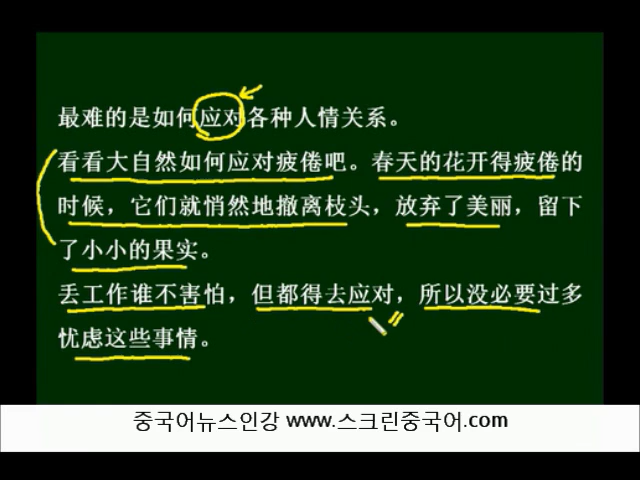 最难的是如何应对各种人情关系。
看看大自然如何应对疲倦吧。春天的花开得疲倦的
时候，它们就悄然地撤离枝头，放弃了美丽，留下
了小小的果实。
丢工作谁不害怕，但都得去应对，所以没必要过多
忧虑这些事情。
중국어뉴스인강 www.스크린중국어.com